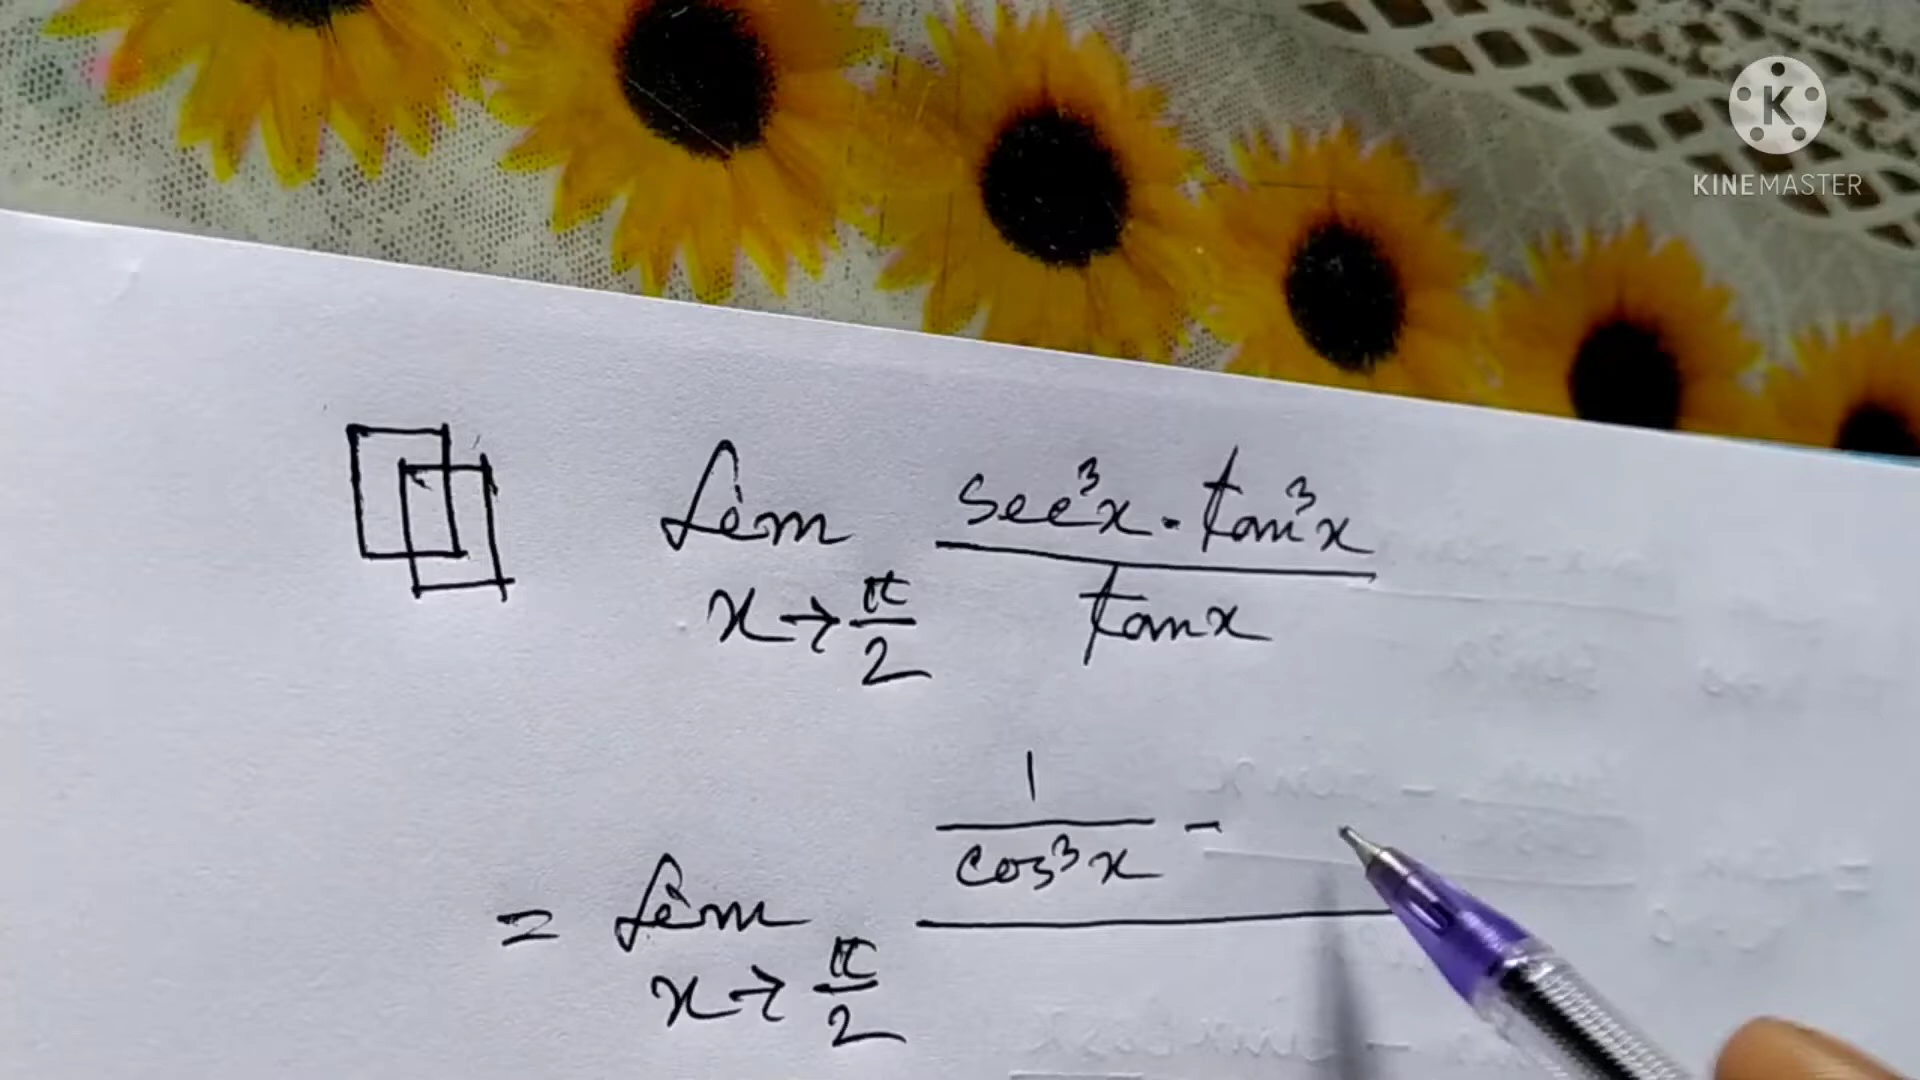 KINEMASTER
Lim sec³x - tan³x / tanx
x→π/2
= Lim 1/cos³x -
x→π/2